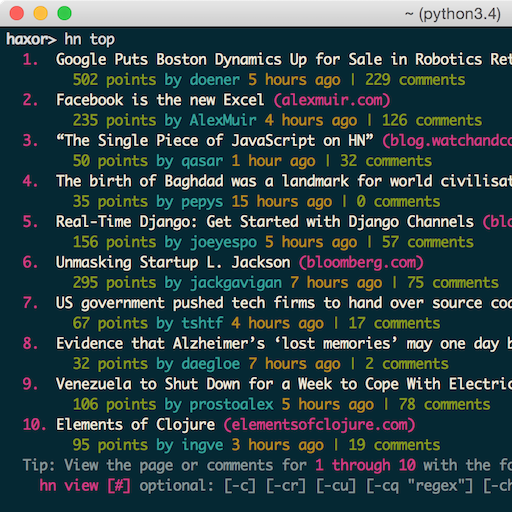 ~ (python3.4)
haxor> hn top
1. Google Puts Boston Dynamics Up for Sale in Robotics Ret
502 points by doener 5 hours ago | 229 comments
2. Facebook is the new Excel (alexmuir.com)
235 points by AlexMuir 4 hours ago | 126 comments
3. “The Single Piece of JavaScript on HN” (blog.watchandco
50 points by qasar 1 hour ago | 32 comments
4. The birth of Baghdad was a landmark for world civilisat
35 points by pepys 15 hours ago | 0 comments
5. Real-Time Django: Get Started with Django Channels (blo
156 points by joeyespo 5 hours ago | 57 comments
6. Unmasking Startup L. Jackson (bloomberg.com)
295 points by jackgavigan 7 hours ago | 75 comments
7. US government pushed tech firms to hand over source cod
67 points by tshtf 4 hours ago | 17 comments
8. Evidence that Alzheimer’s ‘lost memories’ may one day b
32 points by daegloe 7 hours ago | 2 comments
9. Venezuela to Shut Down for a Week to Cope With Electric
106 points by prostoalex 5 hours ago | 78 comments
10. Elements of Clojure (elementsofclojure.com)
95 points by ingve 3 hours ago | 19 comments
Tip: View the page or comments for 1 through 10 with the fo
hn view [#] optional: [-c] [-cr] [-cu] [-cq "regex"] [-ch